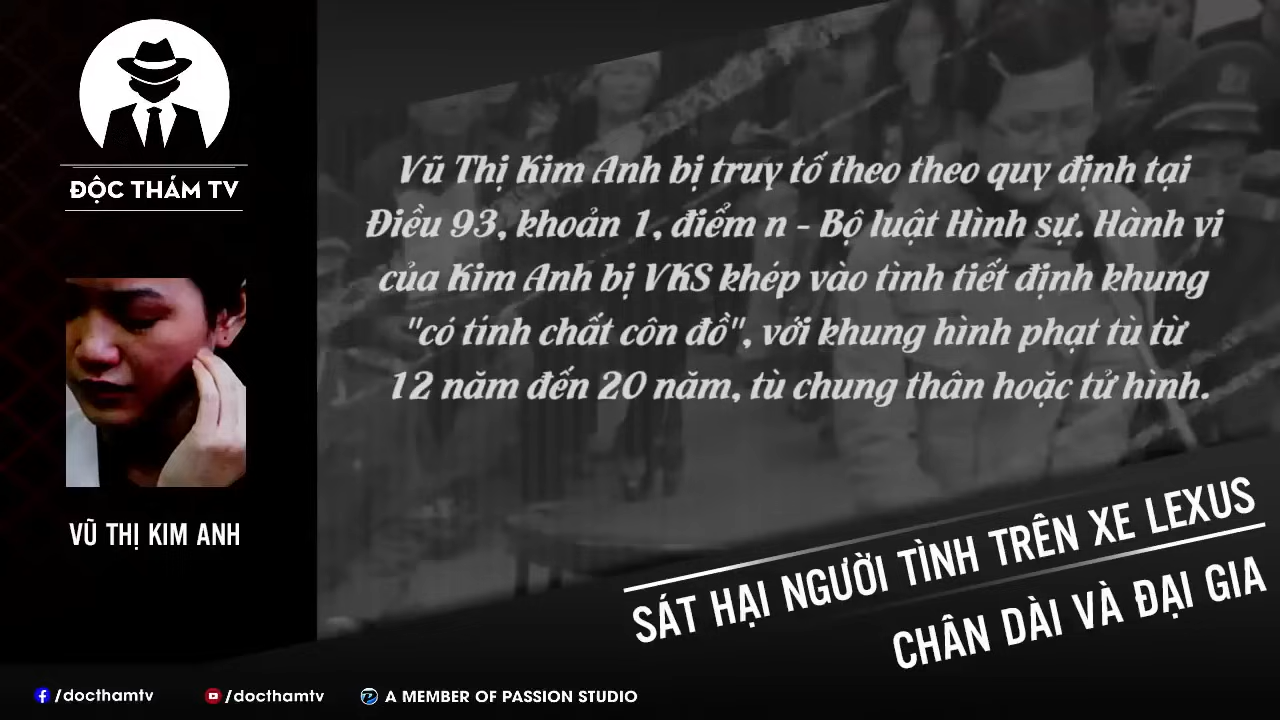 ĐỘC THÁM TV
VŨ THỊ KIM ANH
Vũ Thị Kim Anh bị truy tố theo theo quy định tại
Điều 93, khoản 1, điểm n - Bộ luật Hình sự. Hành vi
của Kim Anh bị VKS khép vào tình tiết định khung
"có tính chất côn đồ", với khung hình phạt tù từ
12 năm đến 20 năm, tù chung thân hoặc tử hình.
SÁT HẠI NGƯỜI TÌNH TRÊN XE LEXUS
CHÂN DÀI VÀ ĐẠI GIA
/docthamtv
/docthamtv
A MEMBER OF PASSION STUDIO